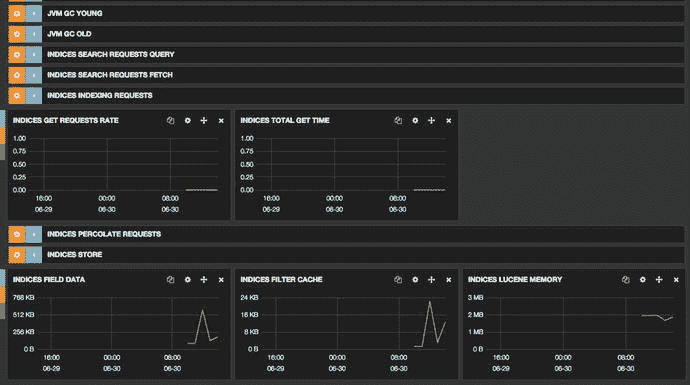 JVM GC YOUNG
JVM GC OLD
INDICES SEARCH REQUESTS QUERY
INDICES SEARCH REQUESTS FETCH
INDICES INDEXING REQUESTS
INDICES GET REQUESTS RATE
1.00
0.75
0.50
0.25
0.00
16:00 00:00 08:00
06-29 06-30 06-30
INDICES TOTAL GET TIME
1.00
0.75
0.50
0.25
0.00
16:00 00:00 08:00
06-29 06-30 06-30
INDICES PERCOLATE REQUESTS
INDICES STORE
INDICES FIELD DATA
768 KB
512 KB
256 KB
0 B
16:00 00:00 08:00
06-29 06-30 06-30
INDICES FILTER CACHE
24 KB
16 KB
8 KB
0 B
16:00 00:00 08:00
06-29 06-30 06-30
INDICES LUCENE MEMORY
3 MB
2 MB
1 MB
0 B
16:00 00:00 08:00
06-29 06-30 06-30